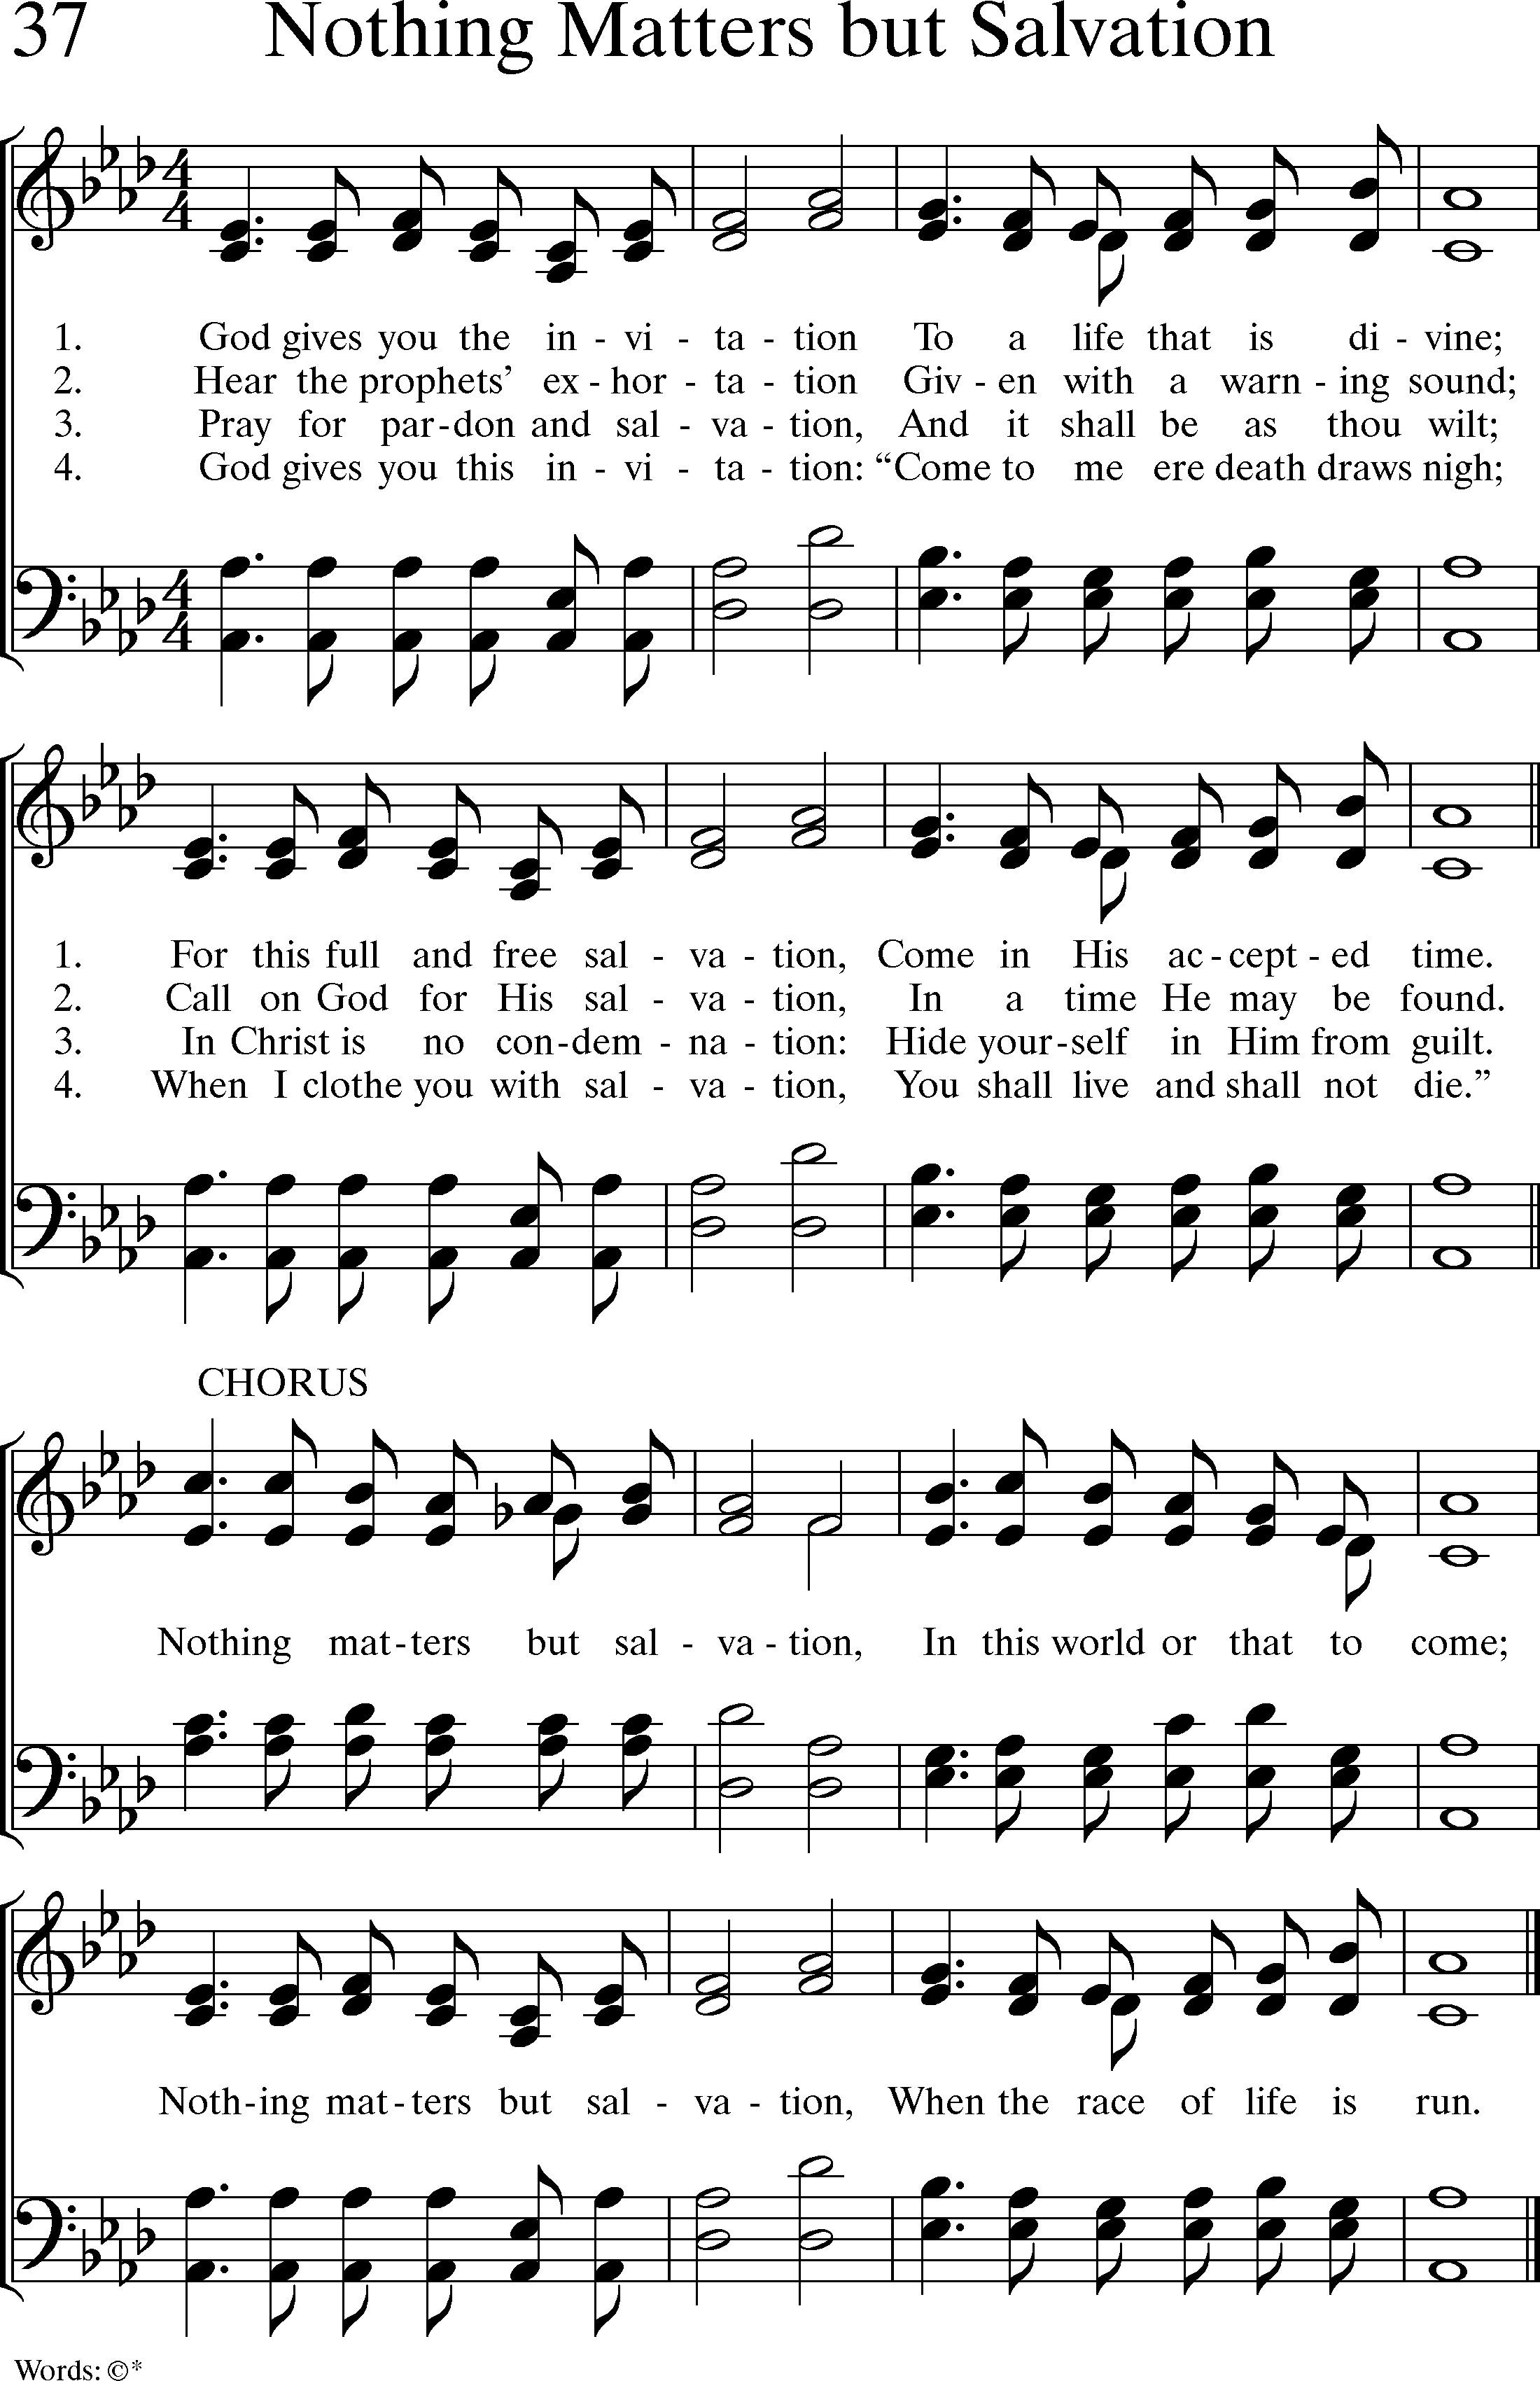 37 Nothing Matters but Salvation
1. God gives you the in - vi - ta - tion To a life that is di - vine;
2. Hear the prophets’ ex - hor - ta - tion Giv - en with a warn - ing sound;
3. Pray for par - don and sal - va - tion, And it shall be as thou wilt;
4. God gives you this in - vi - ta - tion: “Come to me ere death draws nigh;
1. For this full and free sal - va - tion, Come in His ac - cept - ed time.
2. Call on God for His sal - va - tion, In a time He may be found.
3. In Christ is no con - dem - na - tion: Hide your - self in Him from guilt.
4. When I clothe you with sal - va - tion, You shall live and shall not die.”
CHORUS
Nothing mat - ters but sal - va - tion, In this world or that to come;
Noth - ing mat - ters but sal - va - tion, When the race of life is run.
Words: ©*